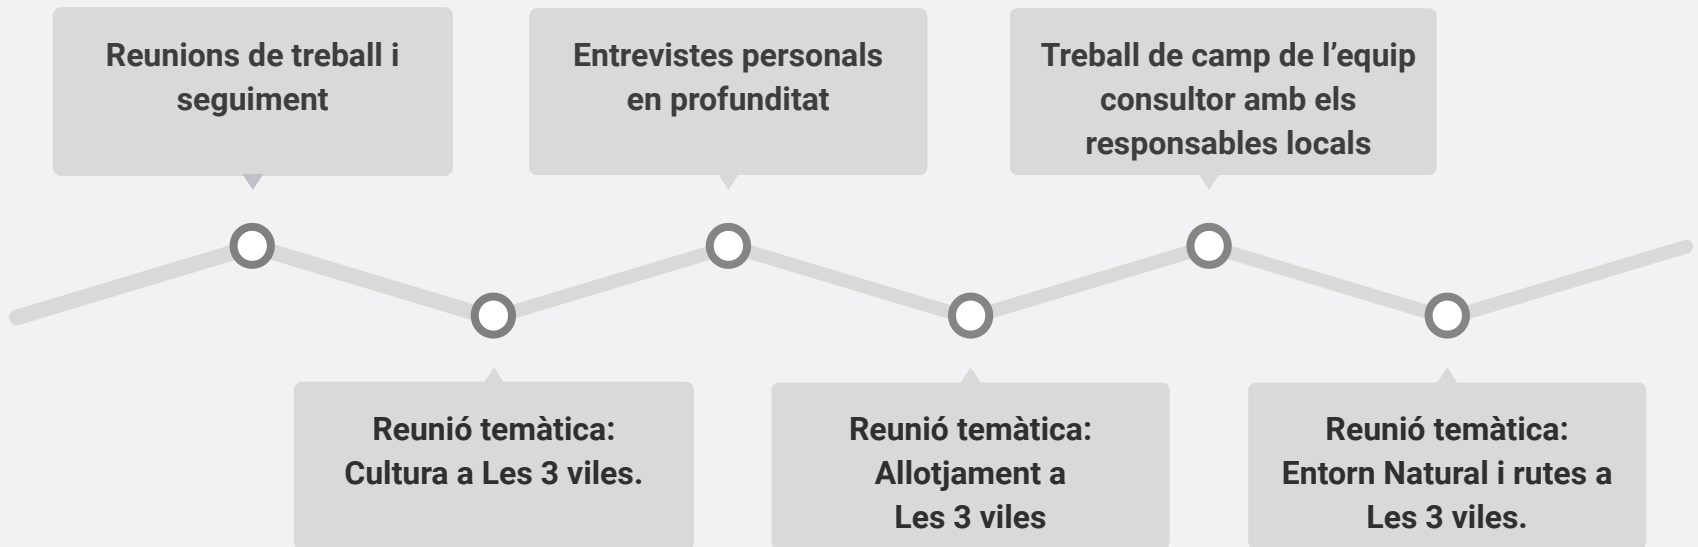 Reunions de treball i
seguiment
Entrevistes personals
en profunditat
Treball de camp de l’equip
consultor amb els
responsables locals
Reunió temàtica:
Cultura a Les 3 viles.
Reunió temàtica:
Allotjament a
Les 3 viles
Reunió temàtica:
Entorn Natural i rutes a
Les 3 viles.